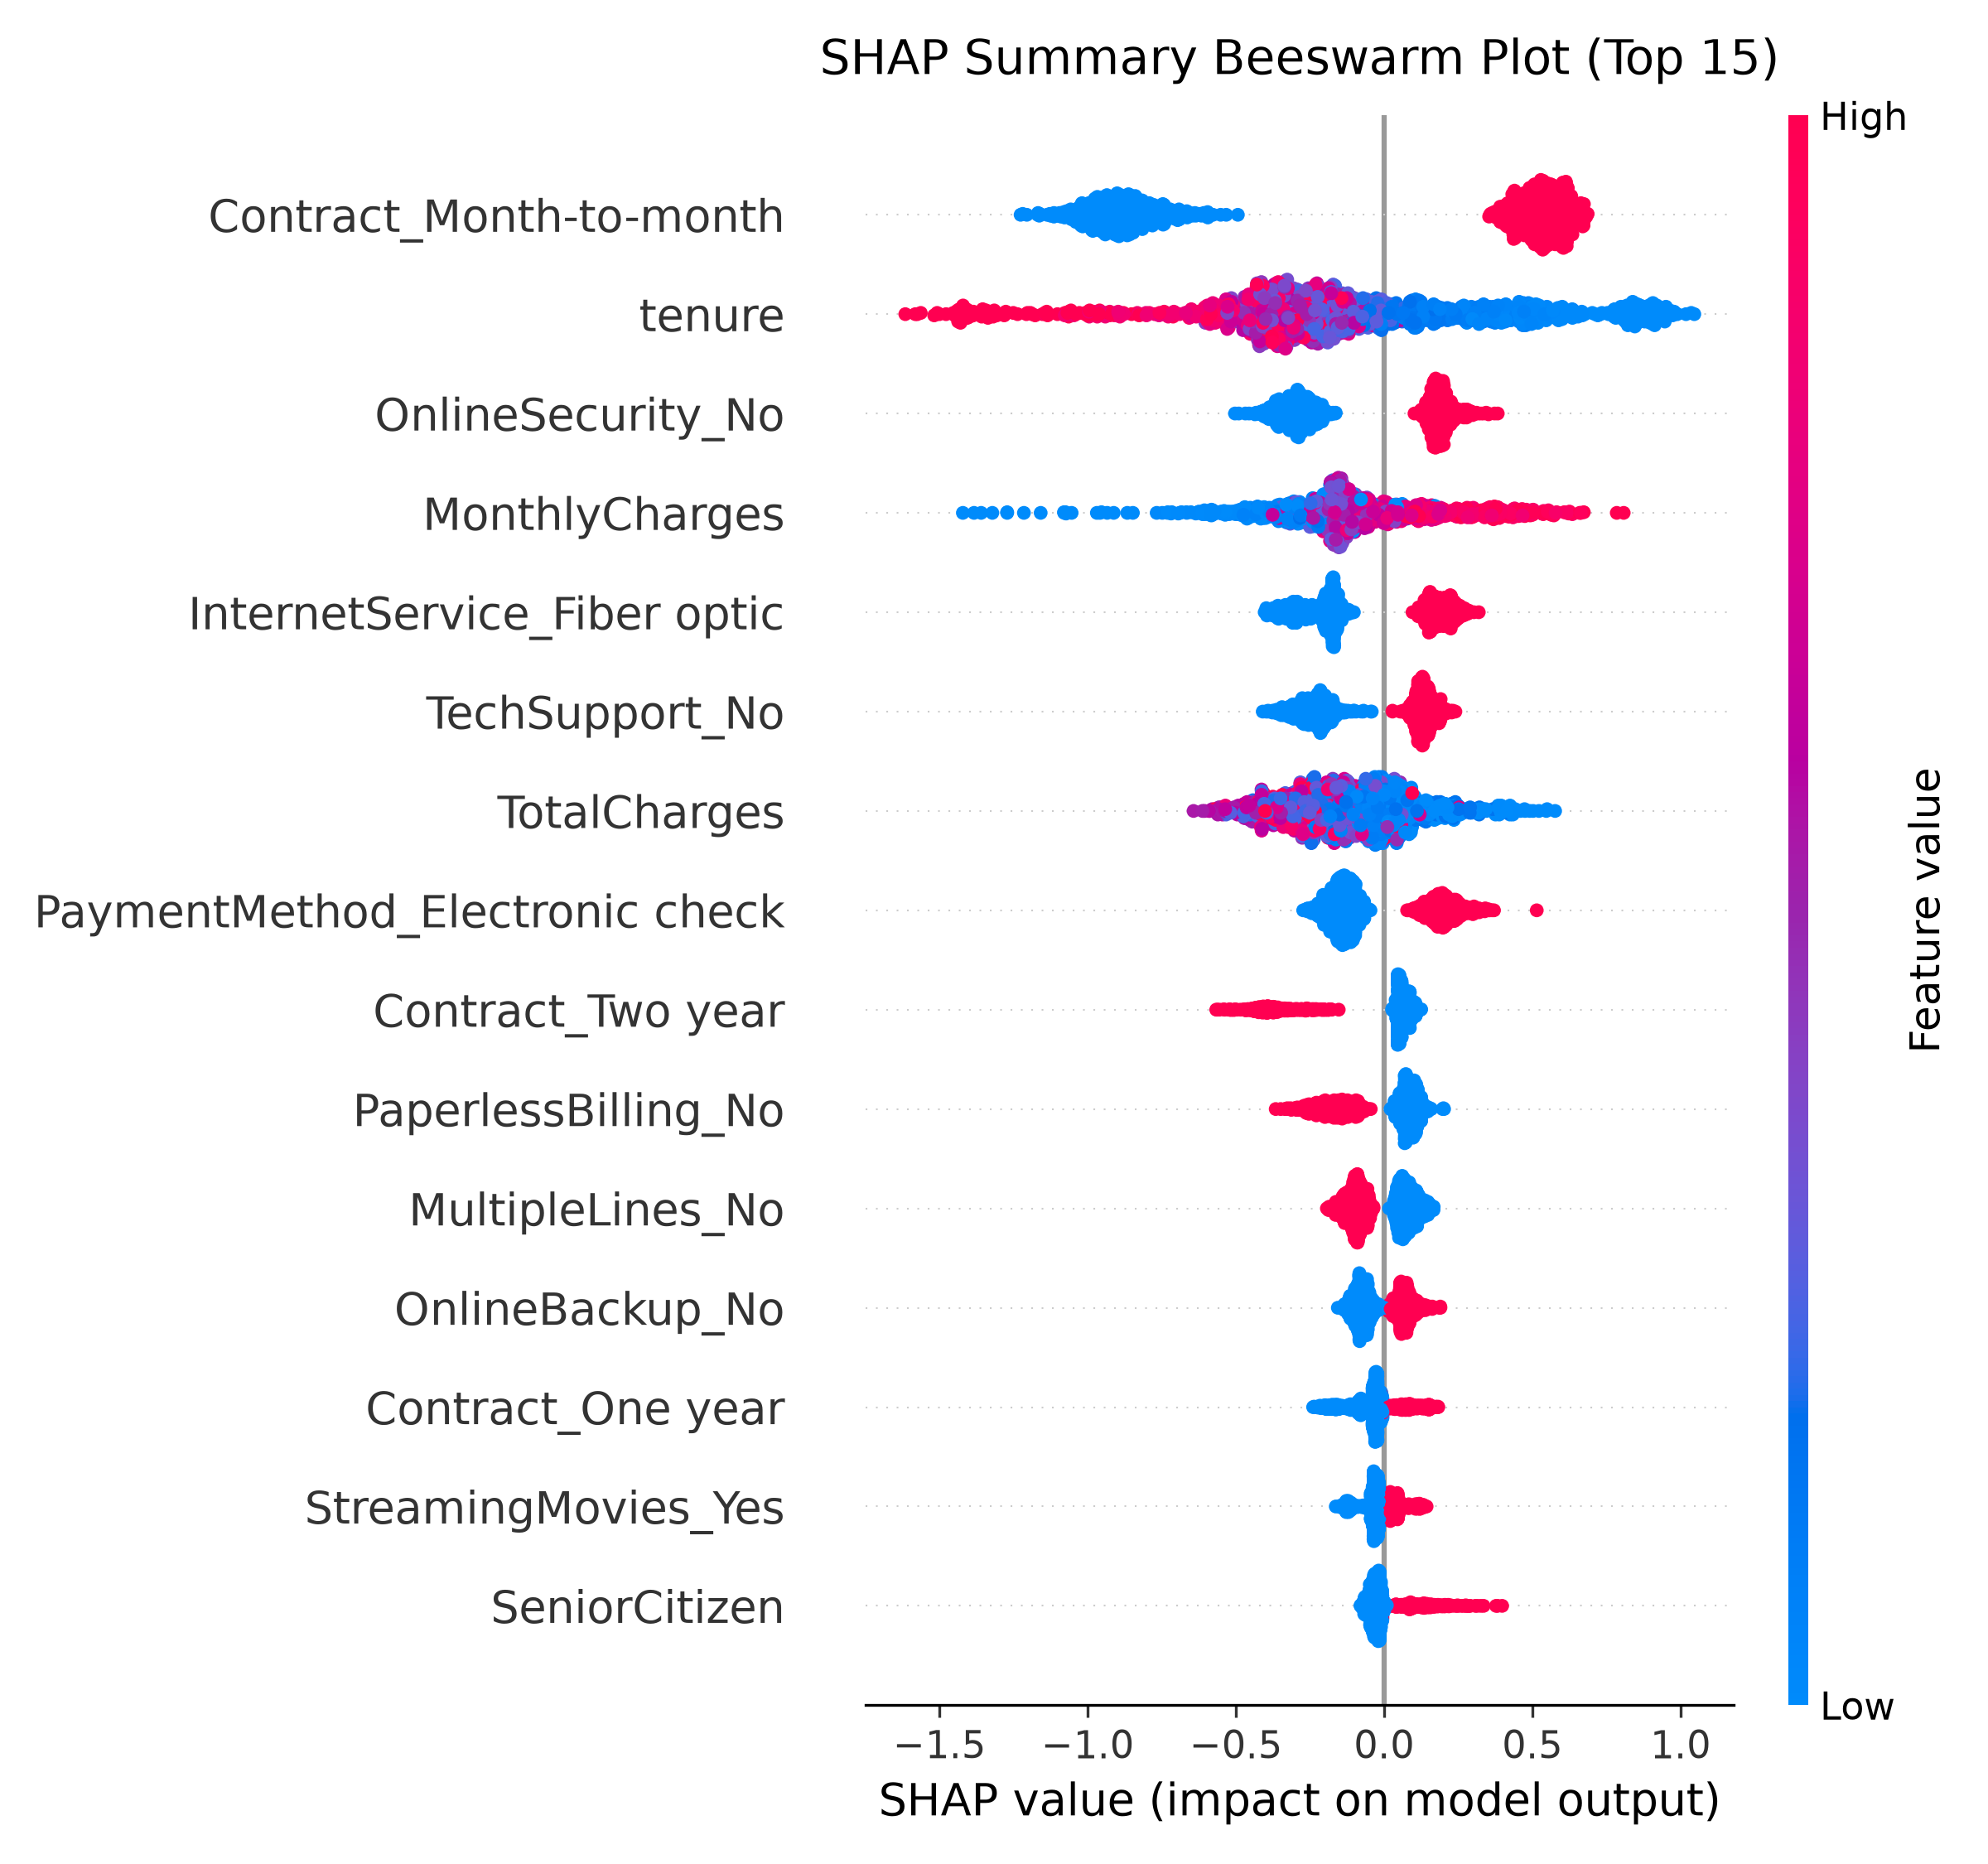 SHAP Summary Beeswarm Plot (Top 15)
High
Contract_Month-to-month
tenure
OnlineSecurity_No
MonthlyCharges
InternetService_Fiber optic
TechSupport_No
TotalCharges
PaymentMethod_Electronic check
Contract_Two year
PaperlessBilling_No
MultipleLines_No
OnlineBackup_No
Contract_One year
StreamingMovies_Yes
SeniorCitizen
Feature value
Low
−1.5 −1.0 −0.5 0.0 0.5 1.0
SHAP value (impact on model output)